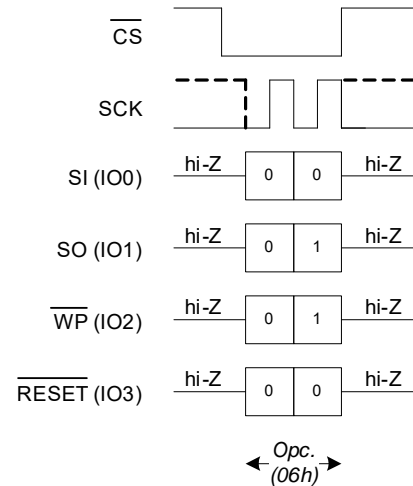 CS
SCK
hi-Z 0 0 hi-Z
SI (IO0)
hi-Z 0 1 hi-Z
SO (IO1)
hi-Z 0 1 hi-Z
WP (IO2)
hi-Z 0 0 hi-Z
RESET (IO3)
Opc.
(06h)